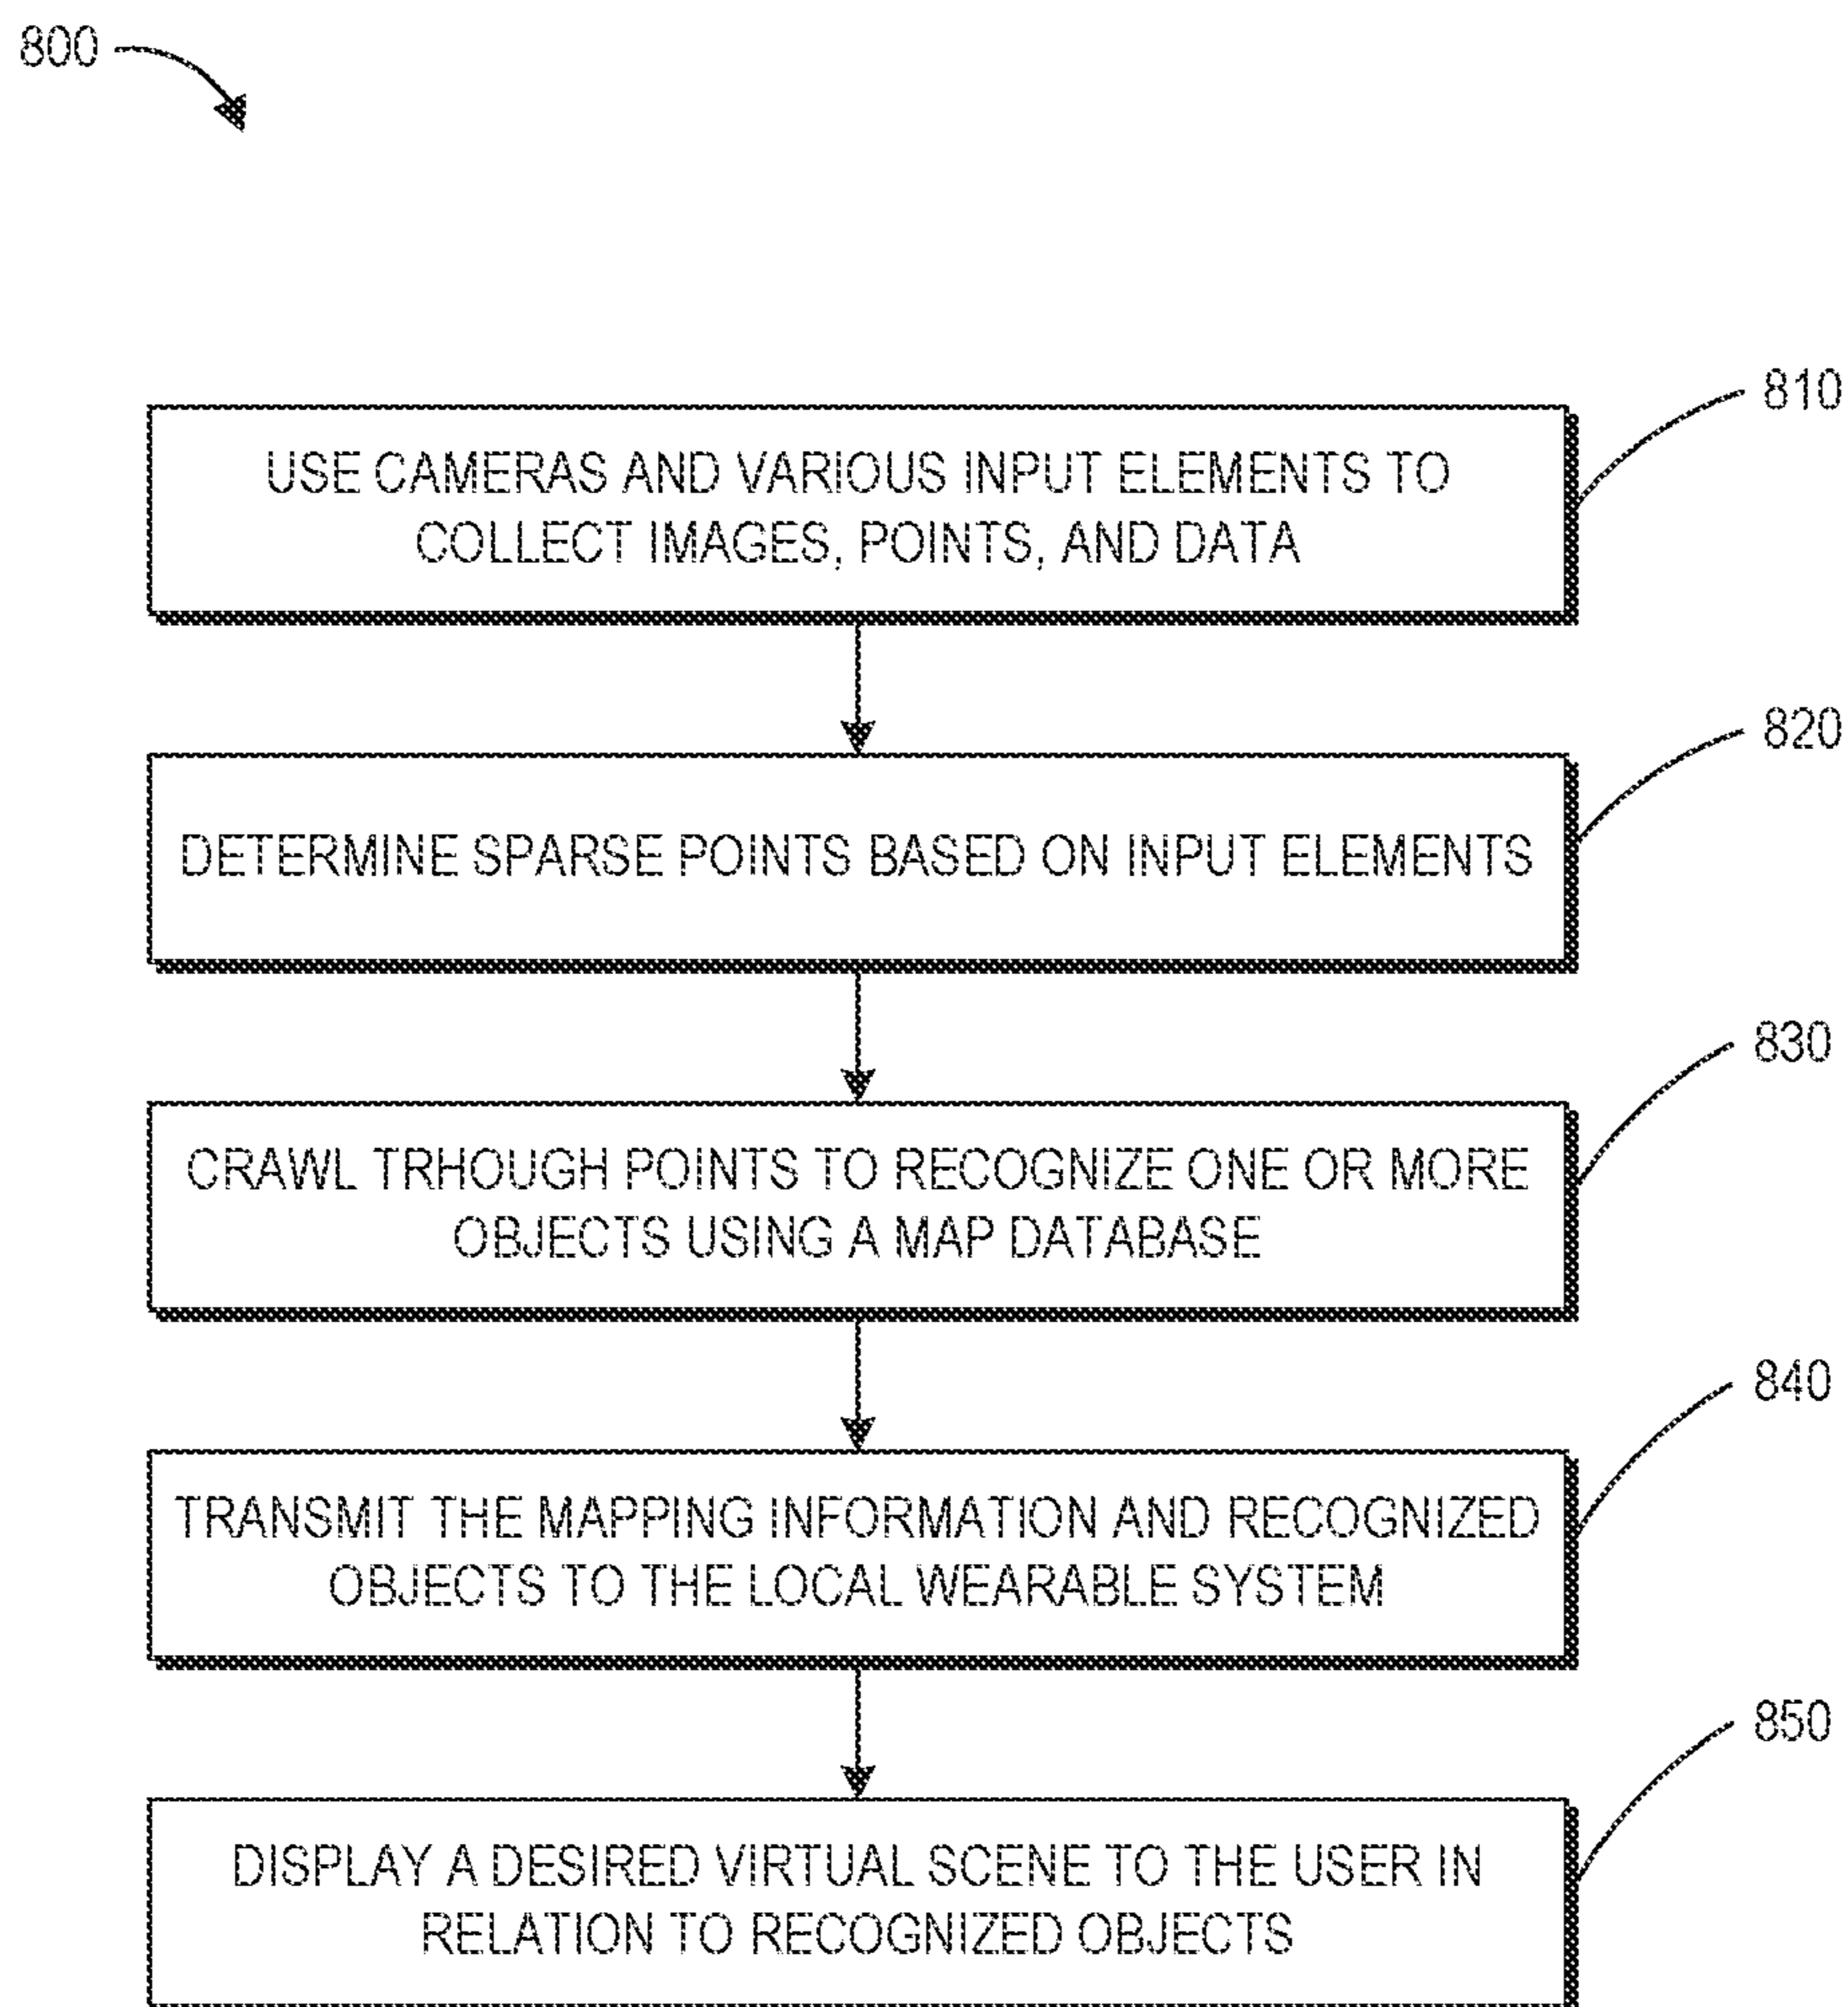 800
810
USE CAMERAS AND VARIOUS INPUT ELEMENTS TO
COLLECT IMAGES, POINTS, AND DATA
820
DETERMINE SPARSE POINTS BASED ON INPUT ELEMENTS
830
CRAWL TRHOUGH POINTS TO RECOGNIZE ONE OR MORE
OBJECTS USING A MAP DATABASE
840
TRANSMIT THE MAPPING INFORMATION AND RECOGNIZED
OBJECTS TO THE LOCAL WEARABLE SYSTEM
850
DISPLAY A DESIRED VIRTUAL SCENE TO THE USER IN
RELATION TO RECOGNIZED OBJECTS